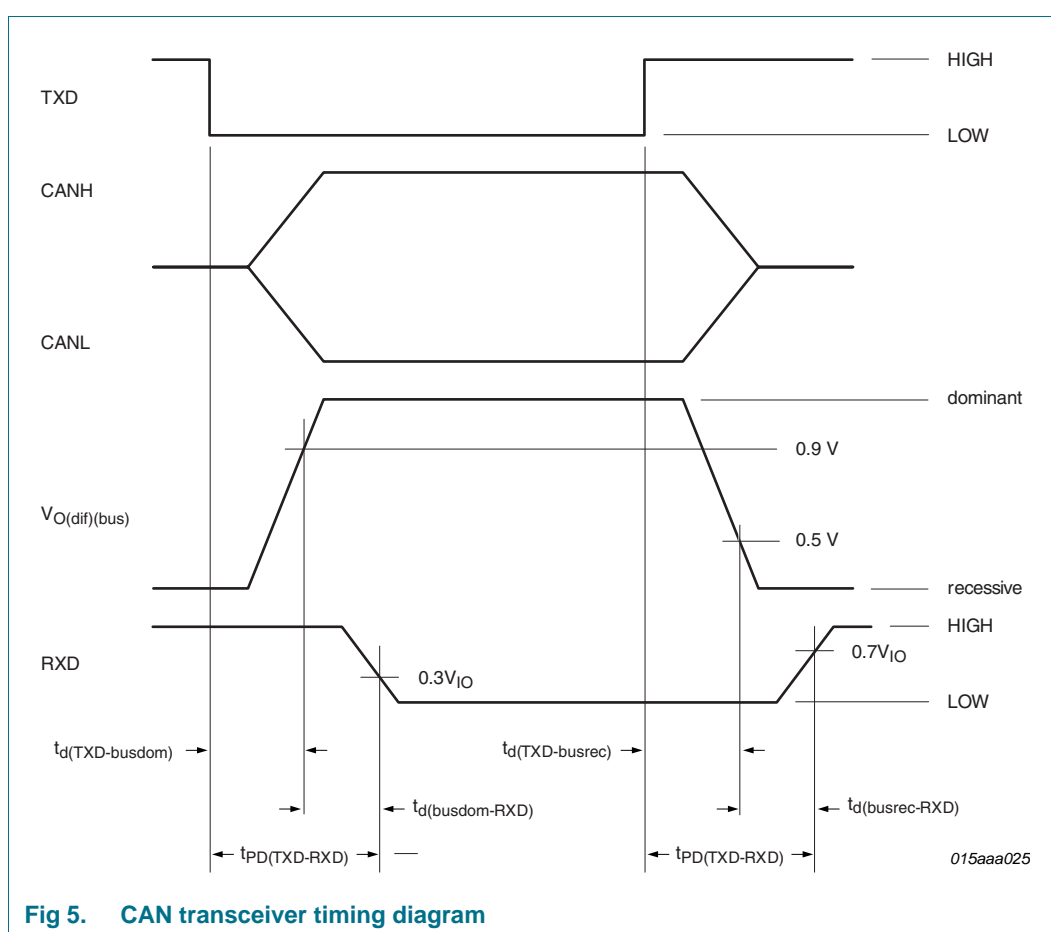 HIGH
TXD
LOW
CANH
CANL
dominant
0.9 V
VO(dif)(bus)
0.5 V
recessive
HIGH
RXD
0.7VIO
0.3VIO
LOW
td(TXD-busdom)
td(TXD-busrec)
td(busdom-RXD)
td(busrec-RXD)
tPD(TXD-RXD)
tPD(TXD-RXD)
015aaa025
Fig 5. CAN transceiver timing diagram